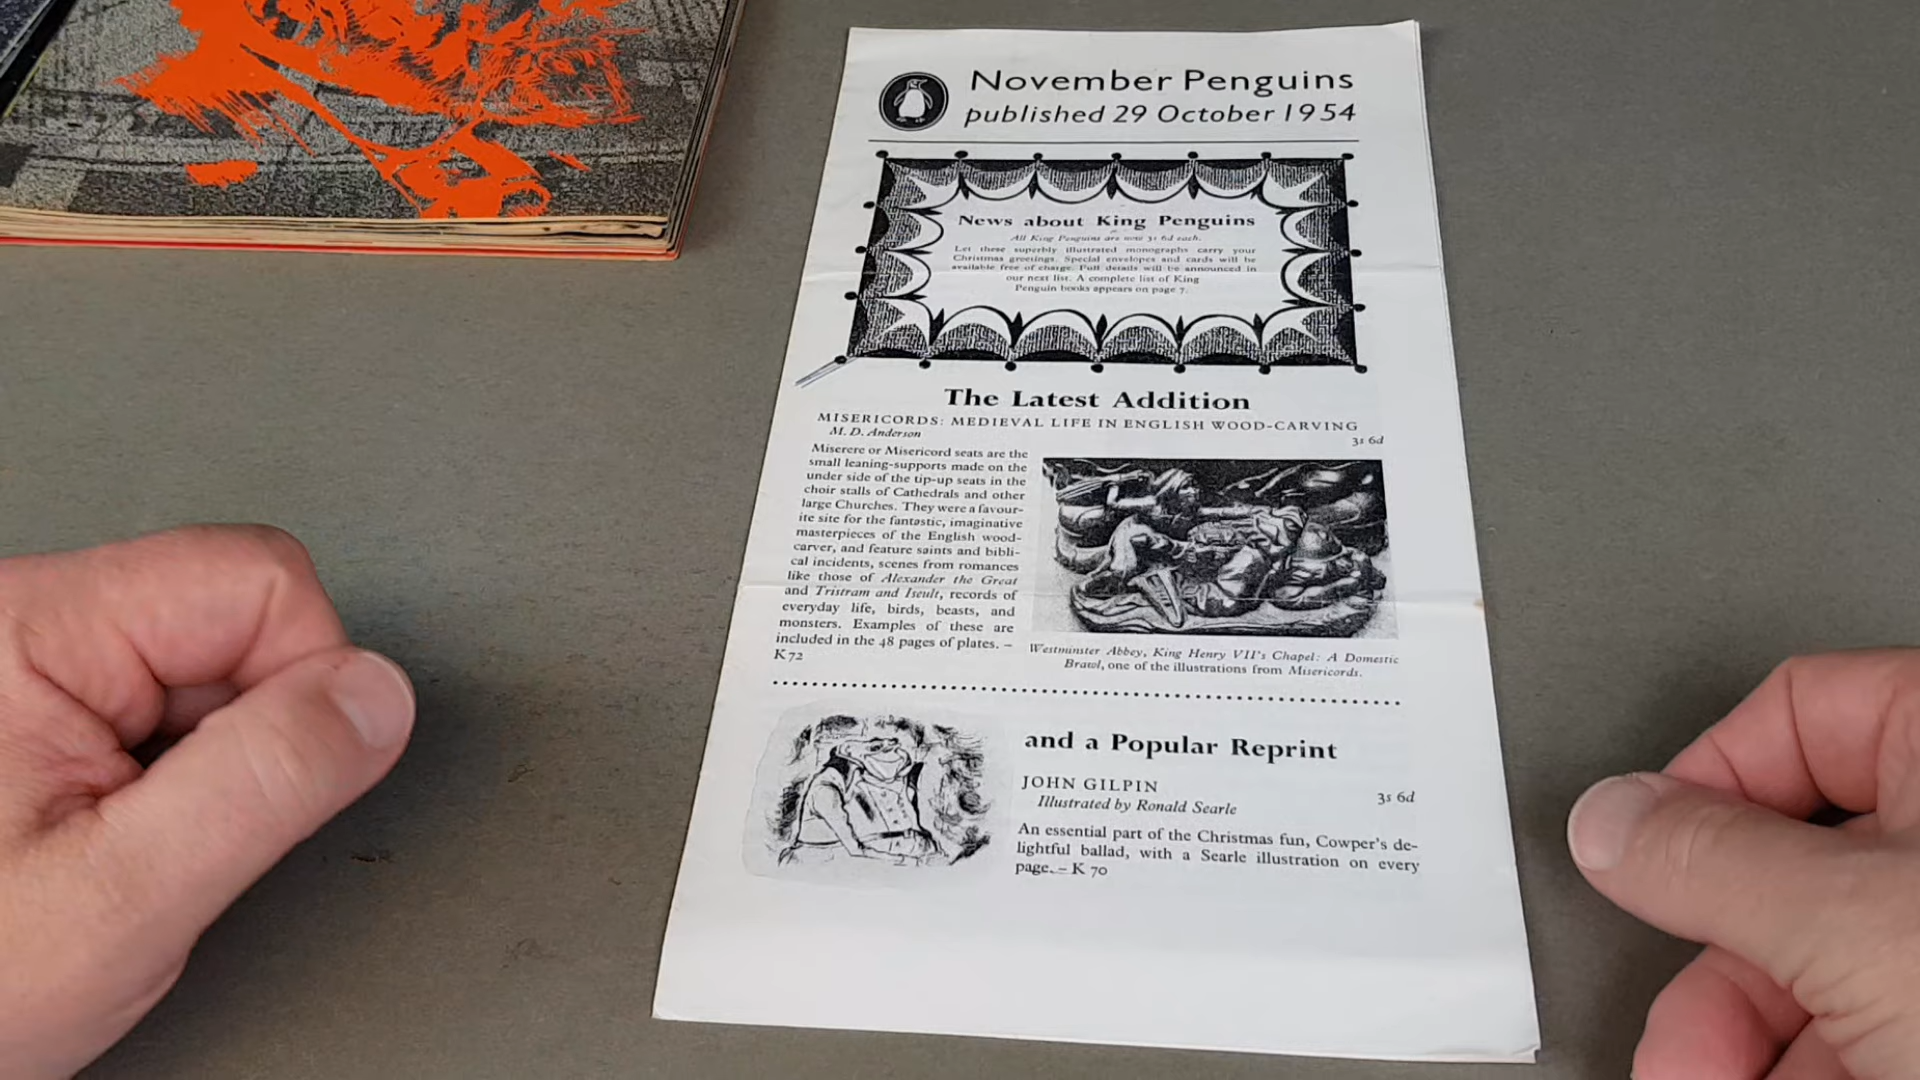 November Penguins
published 29 October 1954
News about King Penguins
All King Penguins are now 3s 6d each.
Let these superbly illustrated monographs carry your
Christmas greetings. Special envelopes and cards will be
available free of charge. Full details will be announced in
our next list. A complete list of King
Penguin books appears on page 7.
The Latest Addition
MISERICORDS: MEDIEVAL LIFE IN ENGLISH WOOD-CARVING
M. D. Anderson
3s 6d
Miserere or Misericord seats are the
small leaning-supports made on the
under side of the tip-up seats in the
choir stalls of Cathedrals and other
large Churches. They were a favour-
ite site for the fantastic, imaginative
masterpieces of the English wood-
carver, and feature saints and bibli-
cal incidents, scenes from romances
like those of Alexander the Great
and Tristram and Iseult, records of
everyday life, birds, beasts, and
monsters. Examples of these are
included in the 48 pages of plates. –
K72
Westminster Abbey, King Henry VII's Chapel: A Domestic
Brawl, one of the illustrations from Misericords.
and a Popular Reprint
JOHN GILPIN
Illustrated by Ronald Searle
3s 6d
An essential part of the Christmas fun, Cowper's de-
lightful ballad, with a Searle illustration on every
page. – K 70